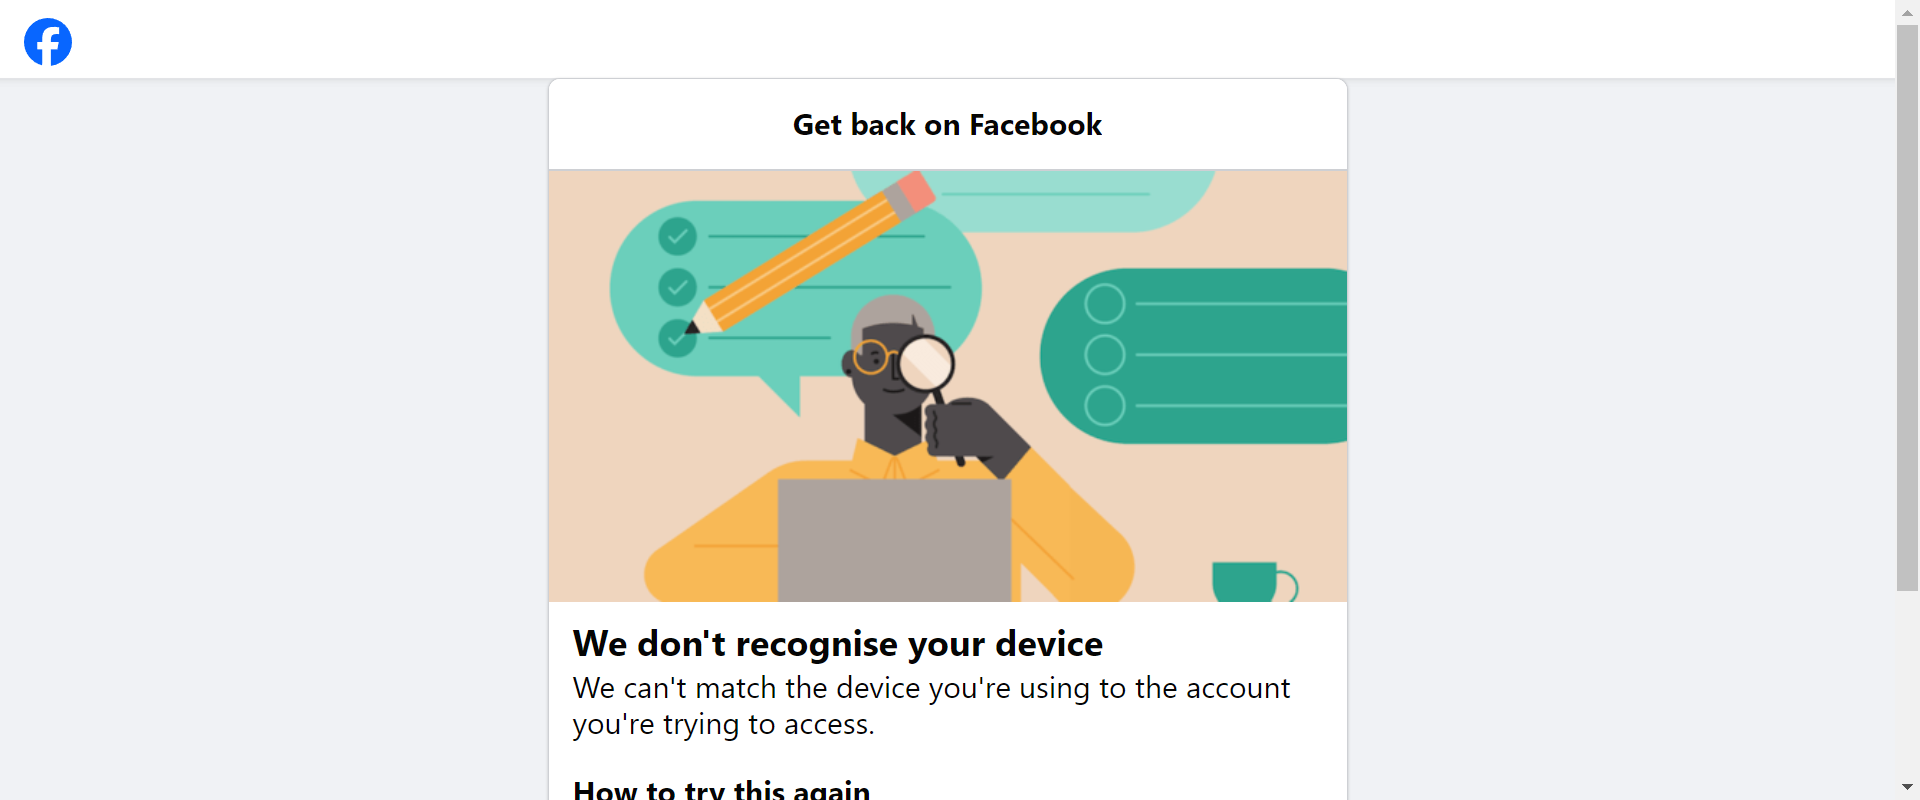 Get back on Facebook
We don't recognise your device
We can't match the device you're using to the account
you're trying to access.
How to try this again